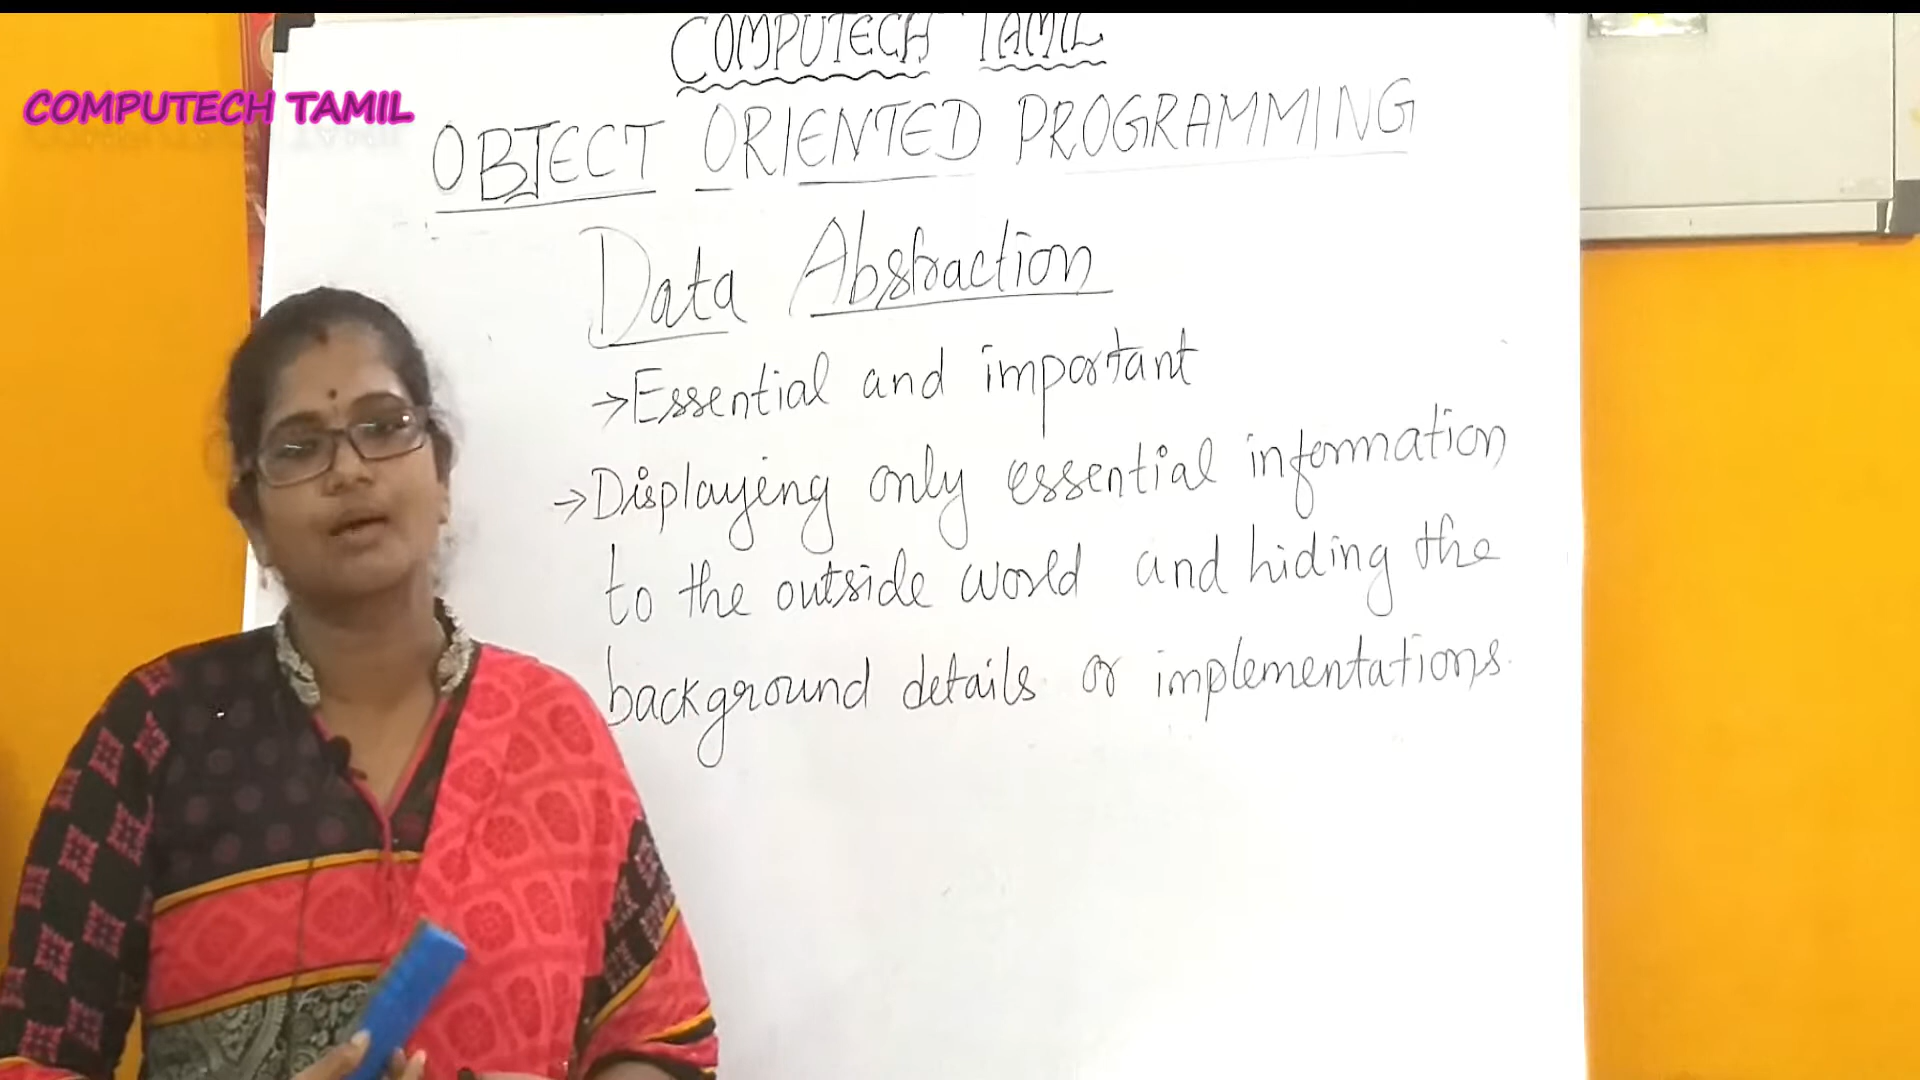 COMPUTECH TAMIL
COMPUTECH TAMIL
OBJECT ORIENTED PROGRAMMING
Data Abstraction
→Essential and important
→Displaying only essential information
to the outside world and hiding the
background details or implementations.